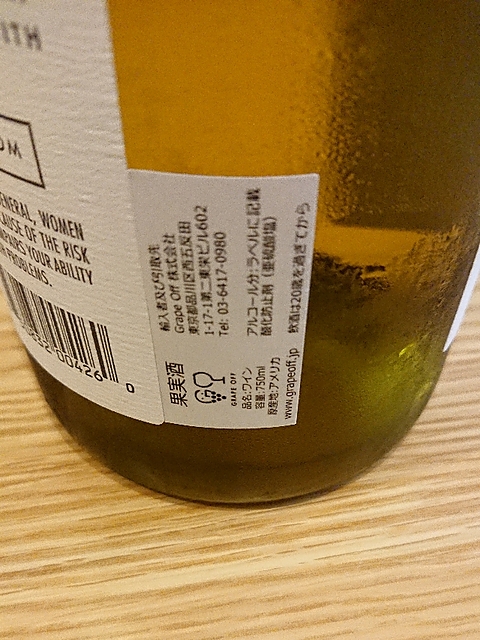 ITH
OM
GENERAL, WOMEN
CAUSE OF THE RISK
IMPAIRS YOUR ABILITY
PROBLEMS.
00426
0
輸入者及び引取先
Grape Off 株式会社
東京都品川区西五反田
1-17-1第二東栄ビル602
Tel: 03-6417-0980
アルコール分:ラベルに記載
酸化防止剤（亜硫酸塩）
飲酒は20歳を過ぎてから
果実酒
GRAPE OFF
品名:ワイン
容量:750ml
原産地:アメリカ
www.grapeoff.jp